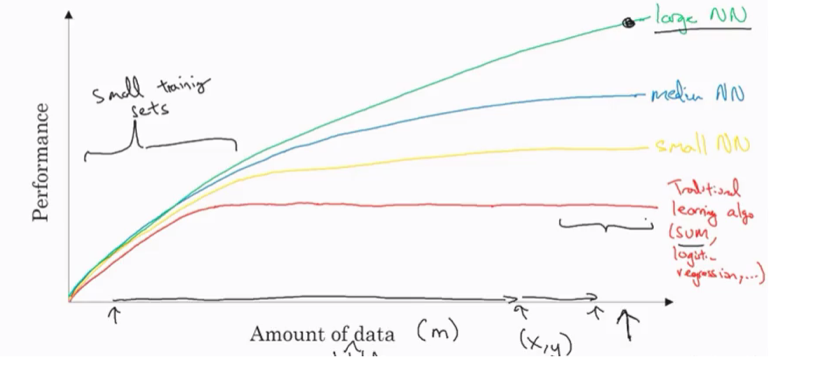 large NN
Small training
sets
medium NN
Performance
small NN
Traditional
learning algo
(SVM,
logistic
regression,...)
Amount of data (m)
(x,y)